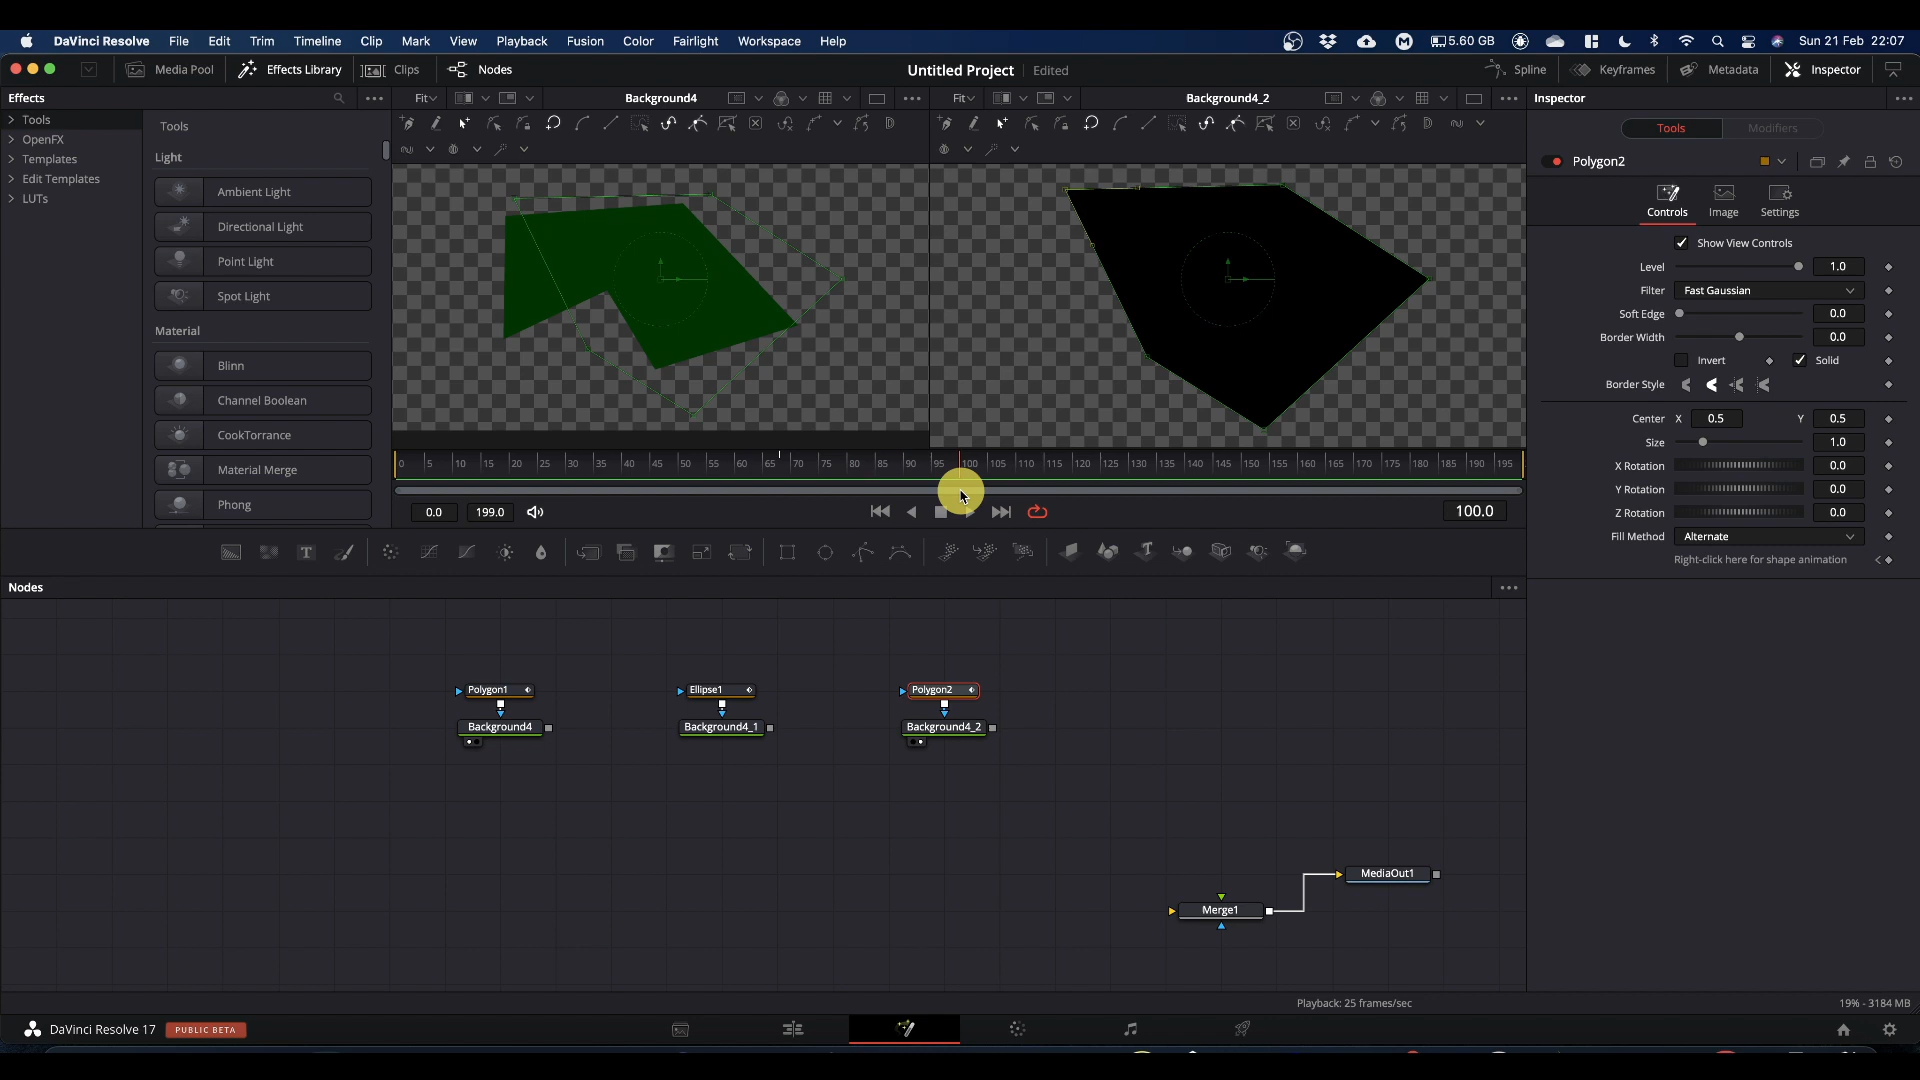 DaVinci Resolve File Edit Trim Timeline Clip Mark View Playback Fusion Color Fairlight Workspace Help 5.60 GB Sun 21 Feb 22:07
Media Pool Effects Library Clips Nodes Untitled Project Edited Spline Keyframes Metadata Inspector
Effects Fit Background4 Fit Background4_2 Inspector
Tools
OpenFX
Templates
Edit Templates
LUTs
Tools
Light
Ambient Light
Directional Light
Point Light
Spot Light
Material
Blinn
Channel Boolean
CookTorrance
Material Merge
Phong
0 5 10 15 20 25 30 35 40 45 50 55 60 65 70 75 80 85 90 95 100 105 110 115 120 125 130 135 140 145 150 155 160 165 170 175 180 185 190 195
0.0 199.0 100.0
Tools Modifiers
Polygon2
Controls Image Settings
Show View Controls
Level 1.0
Filter Fast Gaussian
Soft Edge 0.0
Border Width 0.0
Invert Solid
Border Style
Center X 0.5 Y 0.5
Size 1.0
X Rotation 0.0
Y Rotation 0.0
Z Rotation 0.0
Fill Method Alternate
Right-click here for shape animation
Nodes
Polygon1 Ellipse1 Polygon2
Background4 Background4_1 Background4_2
MediaOut1
Merge1
Playback: 25 frames/sec 19% - 3184 MB
DaVinci Resolve 17 PUBLIC BETA